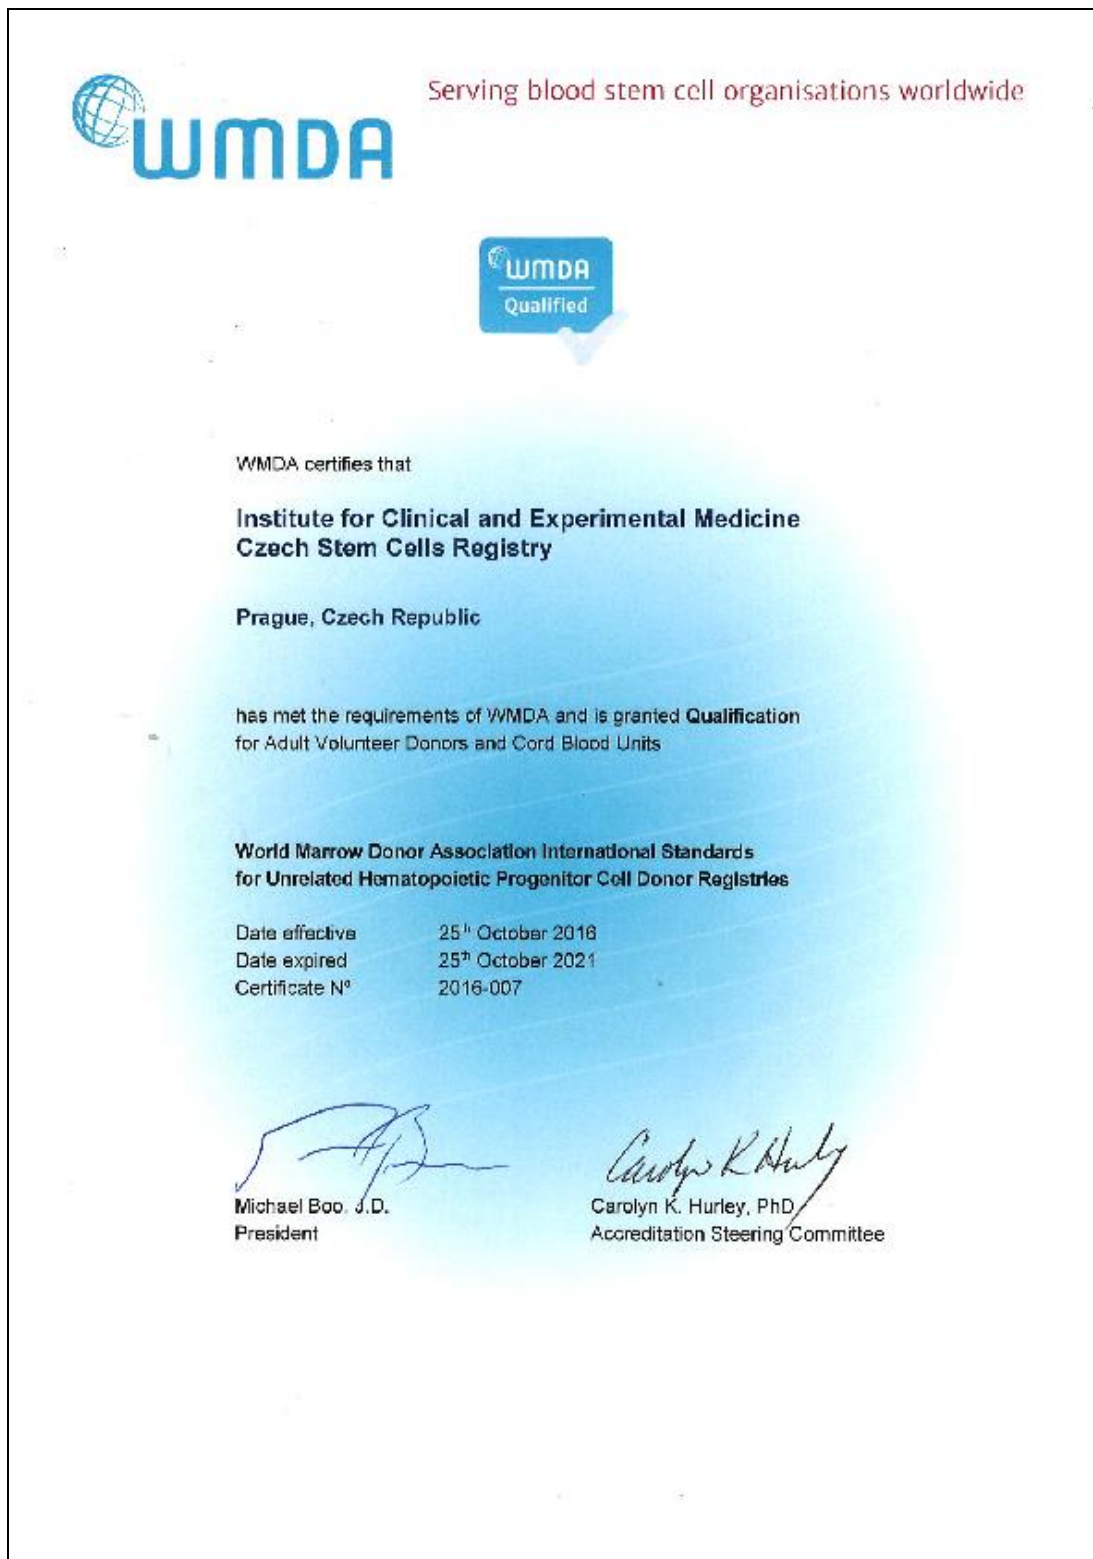 WMDA
Serving blood stem cell organisations worldwide
WMDA
Qualified
WMDA certifies that
Institute for Clinical and Experimental Medicine
Czech Stem Cells Registry
Prague, Czech Republic
has met the requirements of WMDA and is granted Qualification
for Adult Volunteer Donors and Cord Blood Units
World Marrow Donor Association International Standards
for Unrelated Hematopoietic Progenitor Cell Donor Registries
Date effective 25th October 2016
Date expired 25th October 2021
Certificate Nº 2016-007
Carolyn K Hurley
Michael Boo, J.D.
President
Carolyn K. Hurley, PhD
Accreditation Steering Committee